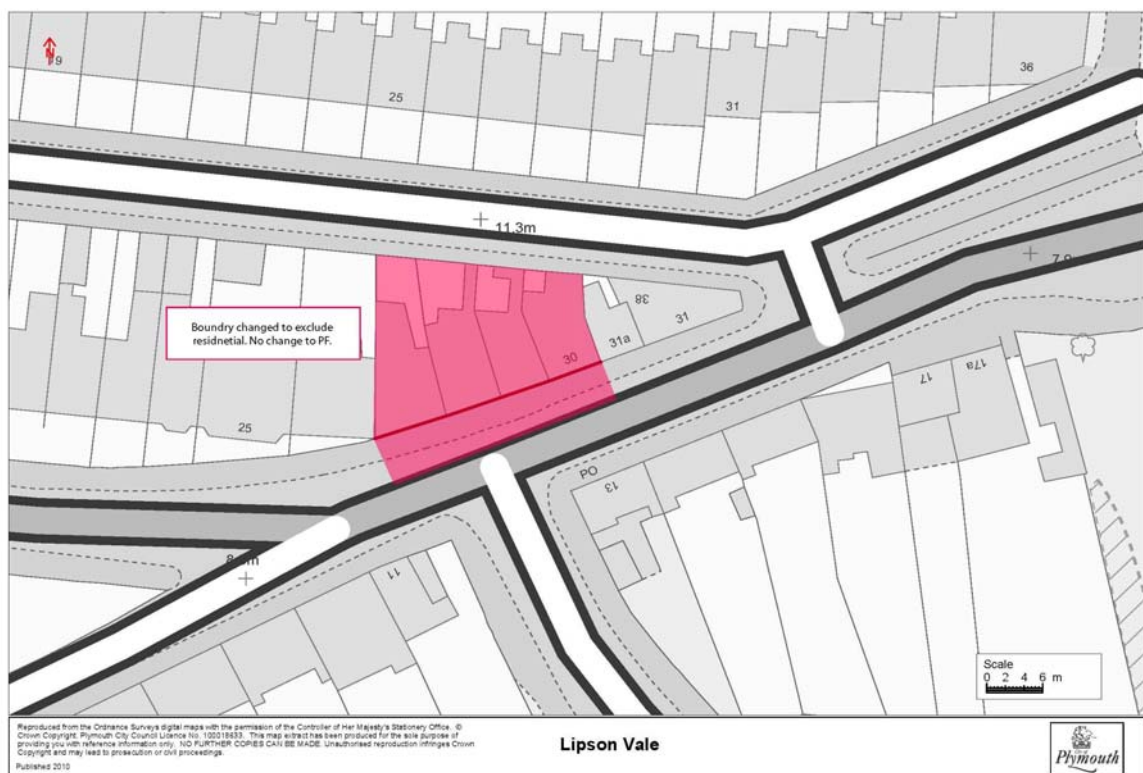 N
19
25
31
36
11.3m
Boundry changed to exclude
residnetial. No change to PF.
38
31
31a
30
25
17
17a
PO
13
11
Scale
0 2 4 6 m
Reproduced from the Ordnance Surveys digital maps with the permission of the Controller of Her Majesty's Stationery Office. ©
Crown Copyright. Plymouth City Council Licence No. 100018633. This map extract has been produced for the sole purpose of
providing you with reference information only. NO FURTHER COPIES CAN BE MADE. Unauthorised reproduction infringes Crown
Copyright and may lead to prosecution or civil proceedings.
Published 2010
Lipson Vale
City of
Plymouth